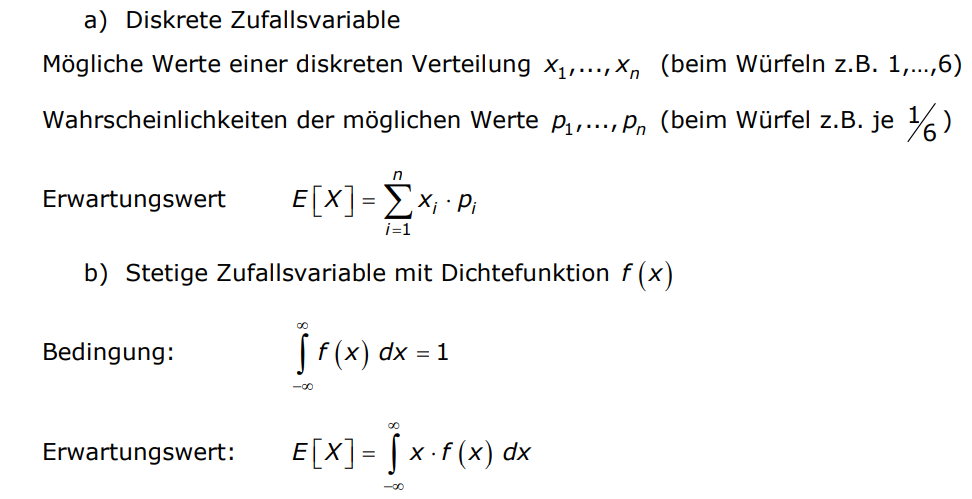 a) Diskrete Zufallsvariable
Mögliche Werte einer diskreten Verteilung x₁,...,xₙ (beim Würfeln z.B. 1,...,6)
Wahrscheinlichkeiten der möglichen Werte p₁,...,pₙ (beim Würfel z.B. je 1/6)
Erwartungswert E[X] = ∑_{i=1}^{n} xᵢ · pᵢ
b) Stetige Zufallsvariable mit Dichtefunktion f(x)
Bedingung: ∫_{−∞}^{∞} f(x) dx = 1
Erwartungswert: E[X] = ∫_{−∞}^{∞} x · f(x) dx